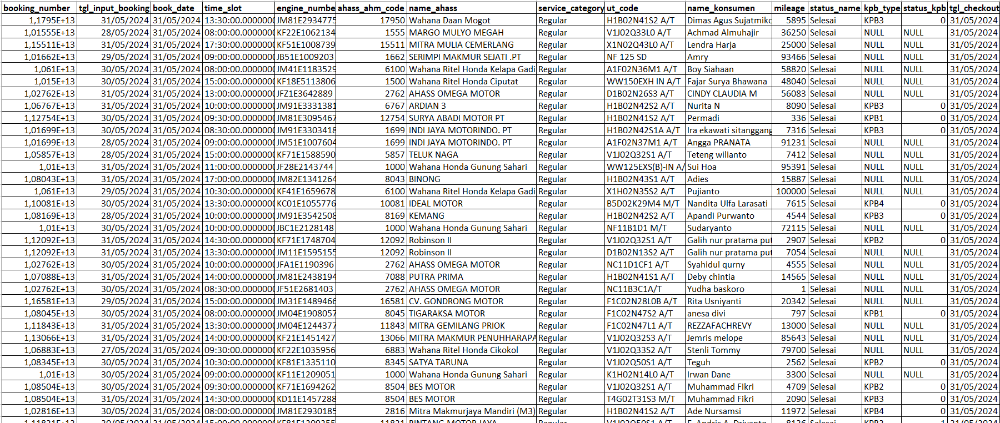 booking_number tgl_input_booking book_date time_slot engine_numbe ahass_ahm_code name_ahass service_category ut_code name_konsumen mileage status_name kpb_type status_kpb tgl_checkout
1,1795E+13 31/05/2024 31/05/2024 13:30:00.0000000 JM81E2934775 17950 Wahana Daan Mogot Regular H1B02N41S2 A/T Dimas Agus Sujatmiko 5895 Selesai KPB3 0 31/05/2024
1,01555E+13 28/05/2024 31/05/2024 08:00:00.0000000 KF22E1062134 1555 MARGO MULYO MEGAH Regular V1J02Q33L0 A/T Achmad Almuhajir 36250 Selesai NULL NULL 31/05/2024
1,15511E+13 31/05/2024 31/05/2024 17:30:00.0000000 KF51E1008739 15511 MITRA MULIA CEMERLANG Regular X1N02Q43L0 A/T Lendra Harja 25000 Selesai NULL NULL 31/05/2024
1,01662E+13 29/05/2024 31/05/2024 09:00:00.0000000 JB51E1009203 1662 SERIMPI MAKMUR SEJATI .PT Regular NF 125 SD Amry 93466 Selesai NULL NULL 31/05/2024
1,061E+13 30/05/2024 31/05/2024 08:00:00.0000000 JM41E1183529 6100 Wahana Ritel Honda Kelapa Gadi Regular A1F02N36M1 A/T Boy Siahaan 58820 Selesai NULL NULL 31/05/2024
1,015E+13 30/05/2024 31/05/2024 15:00:00.0000000 KF18E5113806 1500 Wahana Ritel Honda Ciputat Regular WW150EXH IN A/T Fajar Surya Bhawana 48040 Selesai NULL NULL 31/05/2024
1,02762E+13 31/05/2024 31/05/2024 13:00:00.0000000 JFZ1E3642889 2762 AHASS OMEGA MOTOR Regular D1B02N26S3 A/T CINDY CLAUDIA M 56083 Selesai NULL NULL 31/05/2024
1,06767E+13 31/05/2024 31/05/2024 10:00:00.0000000 JM91E3331381 6767 ARDIAN 3 Regular H1B02N42S2 A/T Nurita N 8090 Selesai KPB3 0 31/05/2024
1,12754E+13 30/05/2024 31/05/2024 09:30:00.0000000 JM81E3095467 12754 SURYA ABADI MOTOR PT Regular H1B02N41S2 A/T Permadi 336 Selesai KPB1 0 31/05/2024
1,01699E+13 30/05/2024 31/05/2024 08:30:00.0000000 JM91E3303418 1699 INDI JAYA MOTORINDO. PT Regular H1B02N42S1A A/T Ira ekawati sitanggang 7316 Selesai KPB3 0 31/05/2024
1,01699E+13 28/05/2024 31/05/2024 09:00:00.0000000 JM51E1007604 1699 INDI JAYA MOTORINDO. PT Regular A1F02N37M1 A/T Angga PRANATA 91231 Selesai NULL NULL 31/05/2024
1,05857E+13 28/05/2024 31/05/2024 15:00:00.0000000 KF71E1588590 5857 TELUK NAGA Regular V1J02Q32S1 A/T Teteng wilianto 7412 Selesai NULL NULL 31/05/2024
1,01E+13 31/05/2024 31/05/2024 11:00:00.0000000 JF28E2143744 1000 Wahana Honda Gunung Sahari Regular WW125EXS(B)-IN A/ Sui Hoa 95391 Selesai NULL NULL 31/05/2024
1,08043E+13 31/05/2024 31/05/2024 17:00:00.0000000 JM82E1341264 8043 BINONG Regular H1B02N43S1 A/T Adies 15887 Selesai NULL NULL 31/05/2024
1,061E+13 29/05/2024 31/05/2024 10:30:00.0000000 KF41E1659678 6100 Wahana Ritel Honda Kelapa Gadi Regular X1H02N35S2 A/T Pujianto 100000 Selesai NULL NULL 31/05/2024
1,10081E+13 30/05/2024 31/05/2024 13:30:00.0000000 KC01E1055776 10081 IDEAL MOTOR Regular B5D02K29M4 M/T Nandita Ulfa Larasati 7615 Selesai KPB4 0 31/05/2024
1,08169E+13 28/05/2024 31/05/2024 10:00:00.0000000 JM91E3542508 8169 KEMANG Regular H1B02N42S2 A/T Apandi Purwanto 4544 Selesai KPB3 0 31/05/2024
1,01E+13 30/05/2024 31/05/2024 10:00:00.0000000 JBC1E2128148 1000 Wahana Honda Gunung Sahari Regular NF11B1D1 M/T Sudaryanto 72115 Selesai NULL NULL 31/05/2024
1,12092E+13 31/05/2024 31/05/2024 14:30:00.0000000 KF71E1748704 12092 Robinson II Regular V1J02Q32S1 A/T Galih nur pratama put 2907 Selesai KPB2 0 31/05/2024
1,12092E+13 31/05/2024 31/05/2024 13:30:00.0000000 JM11E1595155 12092 Robinson II Regular D1B02N13S2 A/T Galih nur pratama put 7054 Selesai NULL NULL 31/05/2024
1,02762E+13 30/05/2024 31/05/2024 10:00:00.0000000 JFA1E1190396 2762 AHASS OMEGA MOTOR Regular NC11D1CF1 A/T Syahidul qurny 4555 Selesai NULL NULL 31/05/2024
1,07088E+13 31/05/2024 31/05/2024 14:00:00.0000000 JM81E2438194 7088 PUTRA PRIMA Regular H1B02N41S1 A/T Deby chintia 14565 Selesai NULL NULL 31/05/2024
1,02762E+13 30/05/2024 31/05/2024 08:30:00.0000000 JF51E2681403 2762 AHASS OMEGA MOTOR Regular NC11B3C1A/T Yudha baskoro 1 Selesai NULL NULL 31/05/2024
1,16581E+13 29/05/2024 31/05/2024 15:00:00.0000000 JM31E1489466 16581 CV. GONDRONG MOTOR Regular F1C02N28L0B A/T Rita Usniyanti 20342 Selesai NULL NULL 31/05/2024
1,08045E+13 30/05/2024 31/05/2024 08:00:00.0000000 JM04E1908057 8045 TIGARAKSA MOTOR Regular F1C02N47S2 A/T anesa divi 797 Selesai KPB1 0 31/05/2024
1,11843E+13 31/05/2024 31/05/2024 13:30:00.0000000 JM04E1244377 11843 MITRA GEMILANG PRIOK Regular F1C02N47L1 A/T REZZAFACHREVY 13000 Selesai NULL NULL 31/05/2024
1,13066E+13 31/05/2024 31/05/2024 14:00:00.0000000 KF21E1451427 13066 MITRA MAKMUR PENUHHARAPA Regular V1J02Q32S3 A/T Jemris melope 85643 Selesai NULL NULL 31/05/2024
1,06883E+13 27/05/2024 31/05/2024 09:30:00.0000000 KF22E1035956 6883 Wahana Ritel Honda Cikokol Regular V1J02Q33S2 A/T Stenli Tommy 79700 Selesai NULL NULL 31/05/2024
1,08345E+13 30/05/2024 31/05/2024 10:30:00.0000000 KF81E1335110 8345 SATYA TARUNA Regular V1J02Q50S1 A/T Teguh 2562 Selesai KPB2 0 31/05/2024
1,01E+13 30/05/2024 31/05/2024 09:00:00.0000000 KF11E1209051 1000 Wahana Honda Gunung Sahari Regular K1H02N14L0 A/T Irwan Dane 3300 Selesai NULL NULL 31/05/2024
1,08504E+13 30/05/2024 31/05/2024 09:30:00.0000000 KF71E1694262 8504 BES MOTOR Regular V1J02Q32S1 A/T Muhammad Fikri 4709 Selesai KPB2 0 31/05/2024
1,08504E+13 31/05/2024 31/05/2024 14:30:00.0000000 KD11E1457288 8504 BES MOTOR Regular T4G02T31S3 M/T Muhammad Fikri 2090 Selesai KPB3 0 31/05/2024
1,02816E+13 30/05/2024 31/05/2024 08:00:00.0000000 JM81E2930185 2816 Mitra Makmurjaya Mandiri (M3) Regular H1B02N41S2 A/T Ade Nursamsi 11972 Selesai KPB4 0 31/05/2024